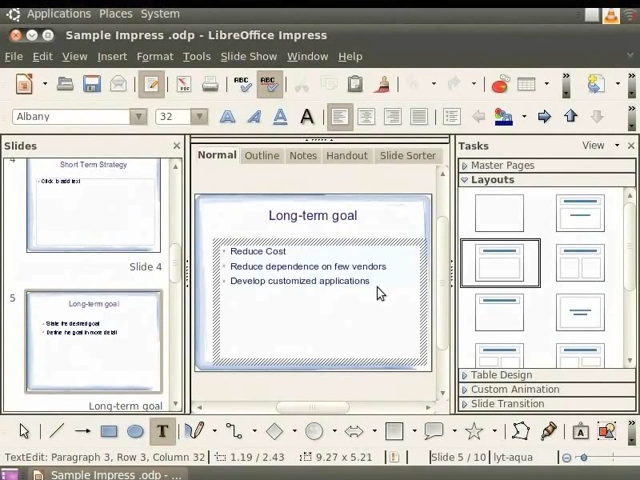 Applications Places System
Sample Impress .odp - LibreOffice Impress
File Edit View Insert Format Tools Slide Show Window Help
ABC ABC
Albany 32 A A A A
Slides
Tasks View
Normal Outline Notes Handout Slide Sorter
Master Pages
Layouts
4
Short Term Strategy
Click to add text
Slide 4
5
Long-term goal
State the desired goal
Define the goal in more detail
Long-term goal
Long-term goal
Reduce Cost
Reduce dependence on few vendors
Develop customized applications
Table Design
Custom Animation
Slide Transition
T
A
TextEdit: Paragraph 3, Row 3, Column 32 1.19 / 2.43 9.27 x 5.21 Slide 5 / 10 lyt-aqua
Sample Impress .odp - ...